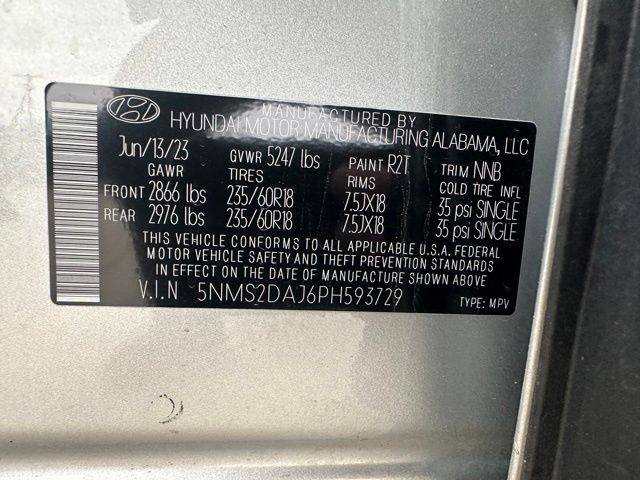 MANUFACTURED BY
HYUNDAI MOTOR MANUFACTURING ALABAMA, LLC
Jun/13/23 GVWR 5247 lbs PAINT R2T TRIM NNB
GAWR TIRES RIMS COLD TIRE INFL
FRONT 2866 lbs 235/60R18 7.5JX18 35 psi SINGLE
REAR 2976 lbs 235/60R18 7.5JX18 35 psi SINGLE
THIS VEHICLE CONFORMS TO ALL APPLICABLE U.S.A. FEDERAL
MOTOR VEHICLE SAFETY AND THEFT PREVENTION STANDARDS
IN EFFECT ON THE DATE OF MANUFACTURE SHOWN ABOVE
V.I.N 5NMS2DAJ6PH593729 TYPE: MPV